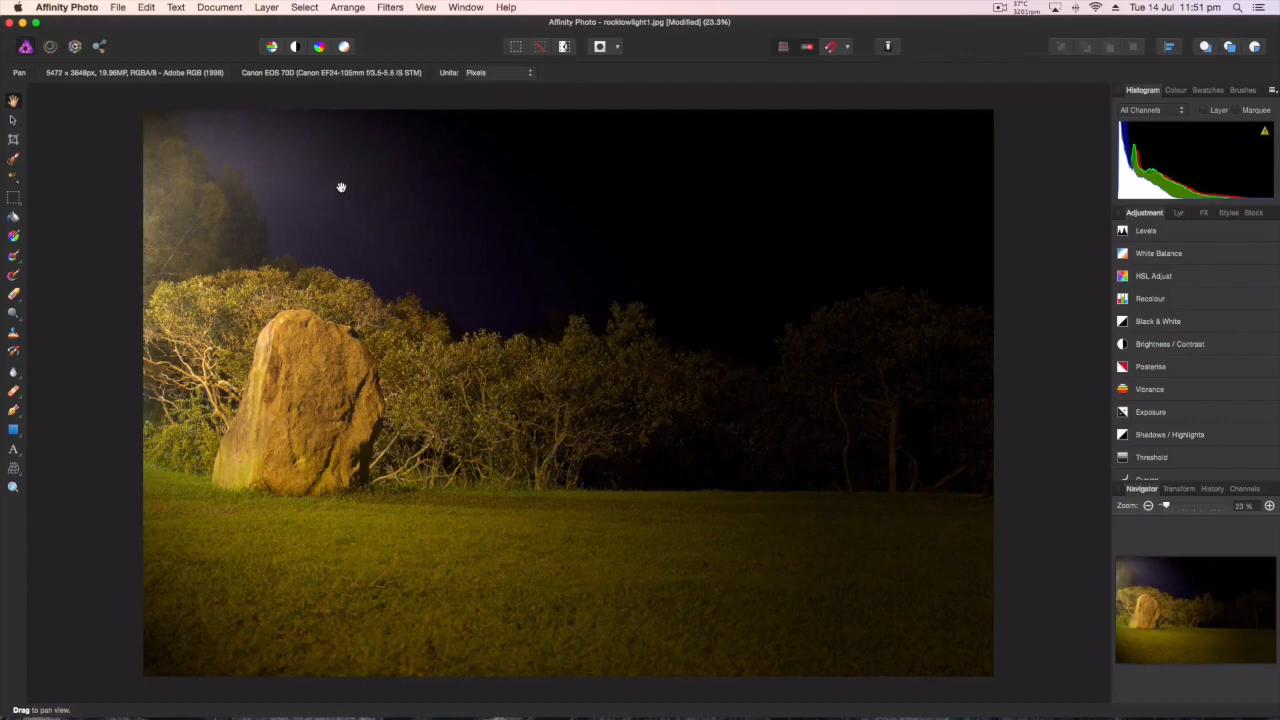 Affinity Photo File Edit Text Document Layer Select Arrange Filters View Window Help 37°C 3201rpm Tue 14 Jul 11:51 pm
Affinity Photo - rocklowlight1.jpg [Modified] (23.3%)
Pan 5472 × 3648px, 19.96MP, RGBA/8 - Adobe RGB (1998) Canon EOS 70D (Canon EF24-105mm f/3.5-5.6 IS STM) Units: Pixels
Histogram Colour Swatches Brushes
All Channels Layer Marquee
Adjustment Lyr FX Styles Stock
Levels
White Balance
HSL Adjust
Recolour
Black & White
Brightness / Contrast
Posterise
Vibrance
Exposure
Shadows / Highlights
Threshold
Navigator Transform History Channels
Zoom: 23 %
Drag to pan view.